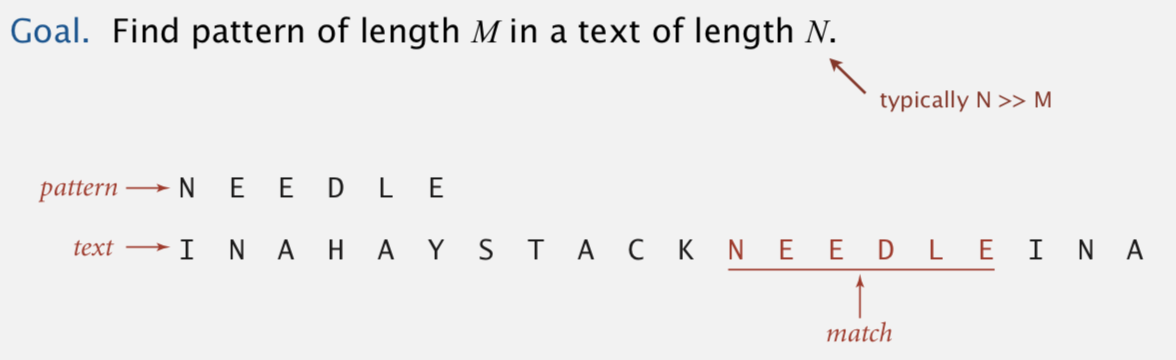 Goal. Find pattern of length M in a text of length N.
typically N >> M
pattern N E E D L E
text I N A H A Y S T A C K N E E D L E I N A
match